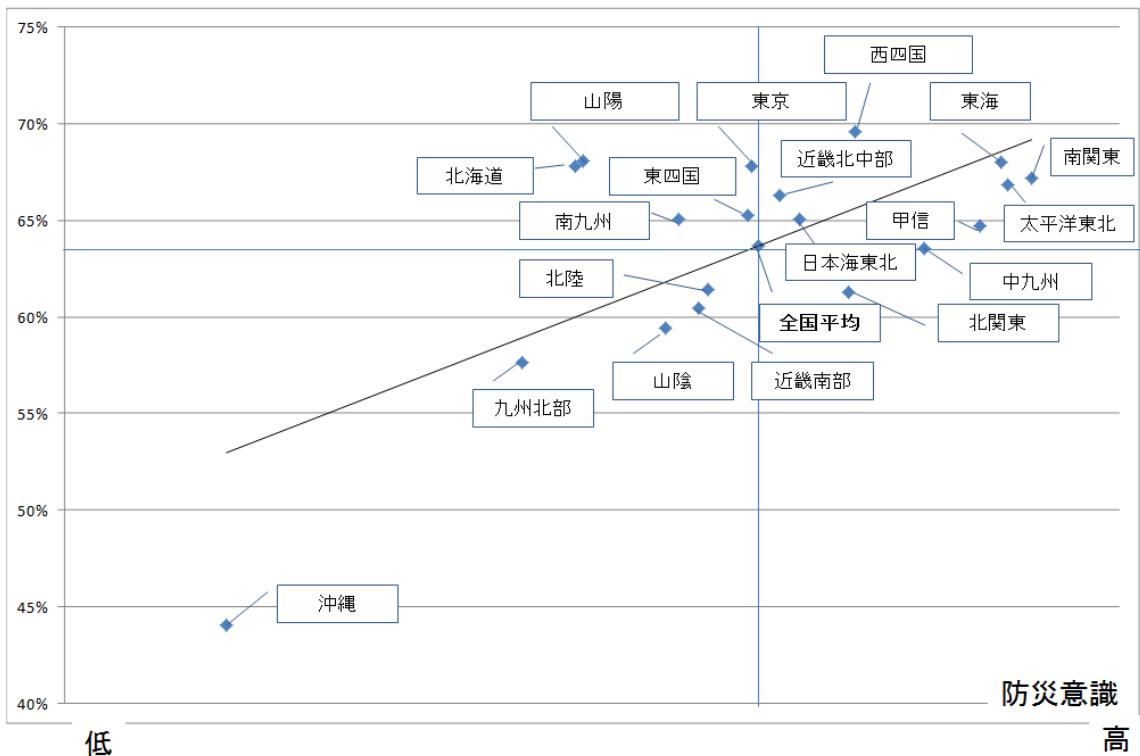 75%
西四国
山陽
東京
東海
70%
近畿北中部
南関東
北海道
東四国
65%
南九州
甲信
太平洋東北
日本海東北
北陸
中九州
60%
全国平均
北関東
山陰
近畿南部
九州北部
55%
50%
45%
沖縄
防災意識
40%
低
高